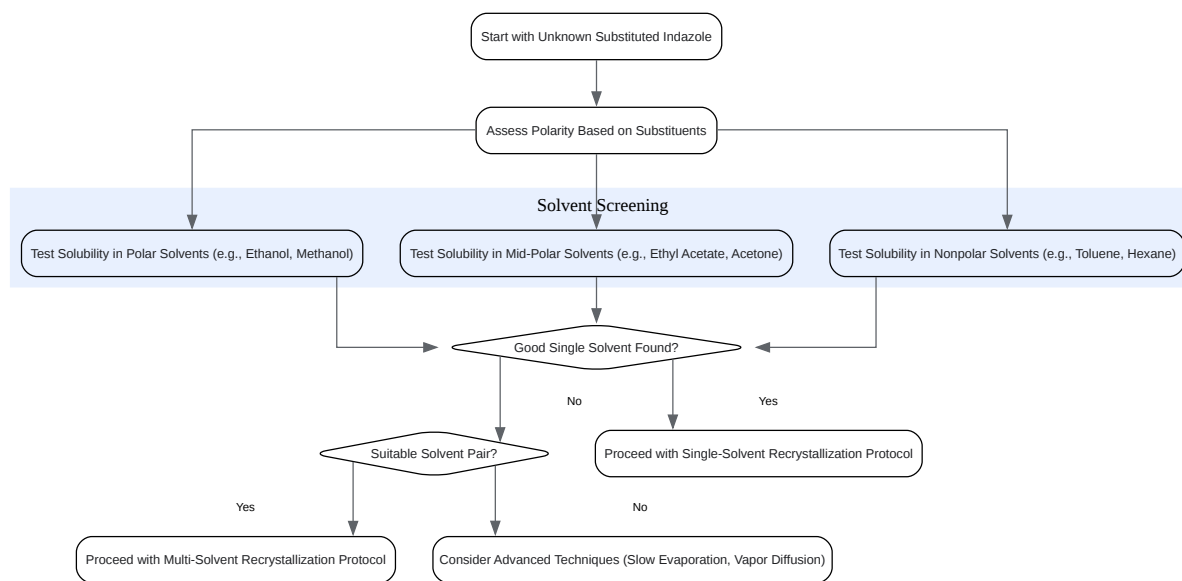 Start with Unknown Substituted Indazole
Assess Polarity Based on Substituents
Solvent Screening
Test Solubility in Polar Solvents (e.g., Ethanol, Methanol)
Test Solubility in Mid-Polar Solvents (e.g., Ethyl Acetate, Acetone)
Test Solubility in Nonpolar Solvents (e.g., Toluene, Hexane)
Good Single Solvent Found?
No
Yes
Suitable Solvent Pair?
Proceed with Single-Solvent Recrystallization Protocol
Yes
No
Proceed with Multi-Solvent Recrystallization Protocol
Consider Advanced Techniques (Slow Evaporation, Vapor Diffusion)